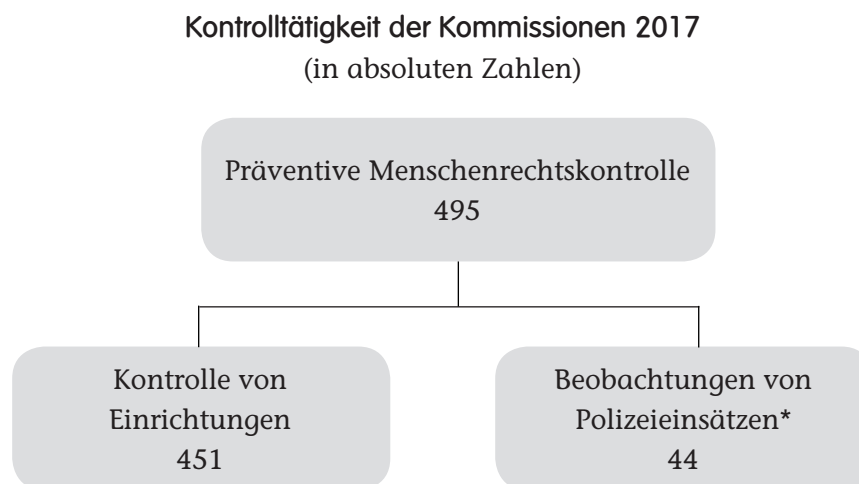 Kontrolltätigkeit der Kommissionen 2017
(in absoluten Zahlen)
Präventive Menschenrechtskontrolle
495
Kontrolle von
Einrichtungen
451
Beobachtungen von
Polizeieinsätzen*
44